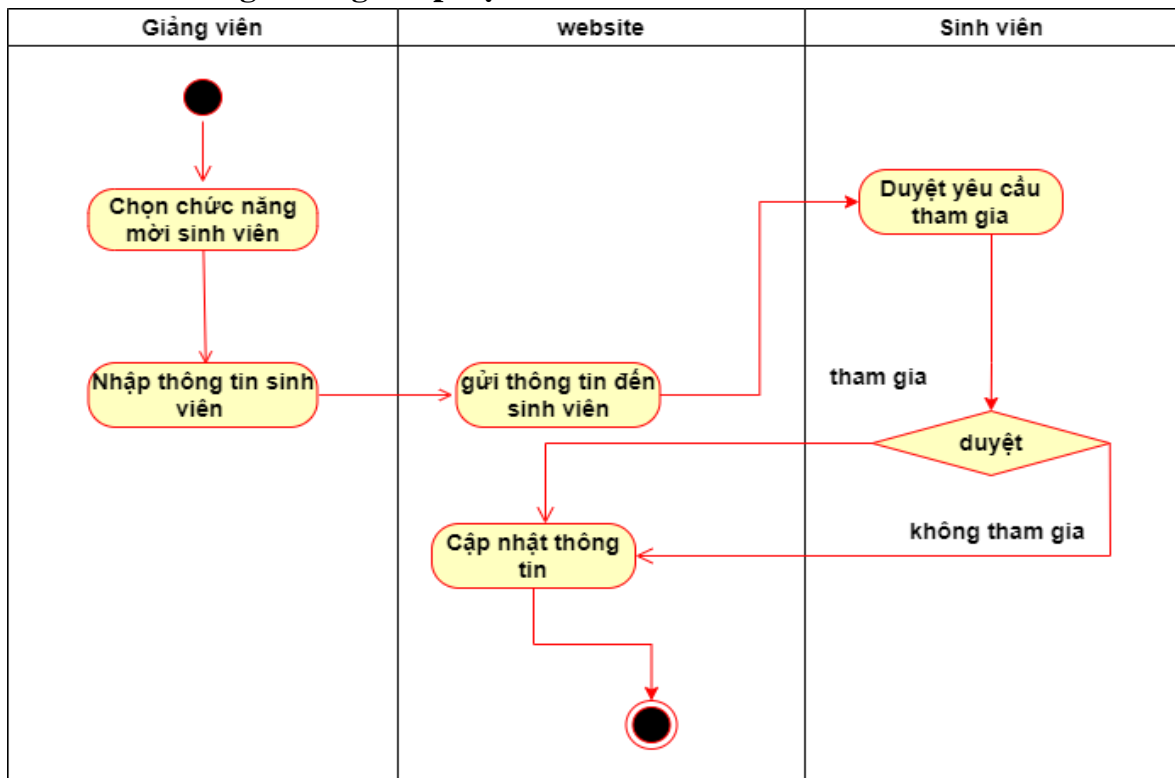 Giảng viên
website
Sinh viên
Chọn chức năng
mời sinh viên
Duyệt yêu cầu
tham gia
Nhập thông tin sinh
viên
gửi thông tin đến
sinh viên
tham gia
duyệt
không tham gia
Cập nhật thông
tin